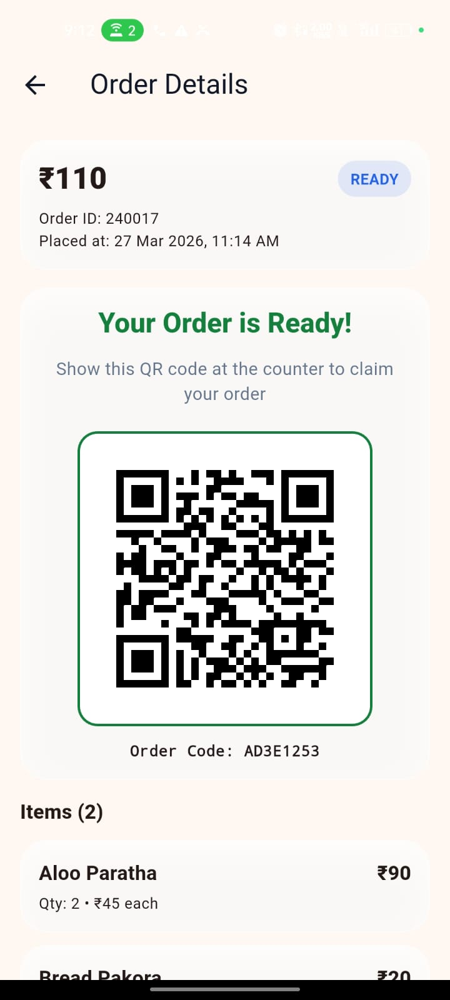 9:12 2
Order Details
₹110
READY
Order ID: 240017
Placed at: 27 Mar 2026, 11:14 AM
Your Order is Ready!
Show this QR code at the counter to claim
your order
Order Code: AD3E1253
Items (2)
Aloo Paratha
₹90
Qty: 2 • ₹45 each
Bread Pakora
₹20